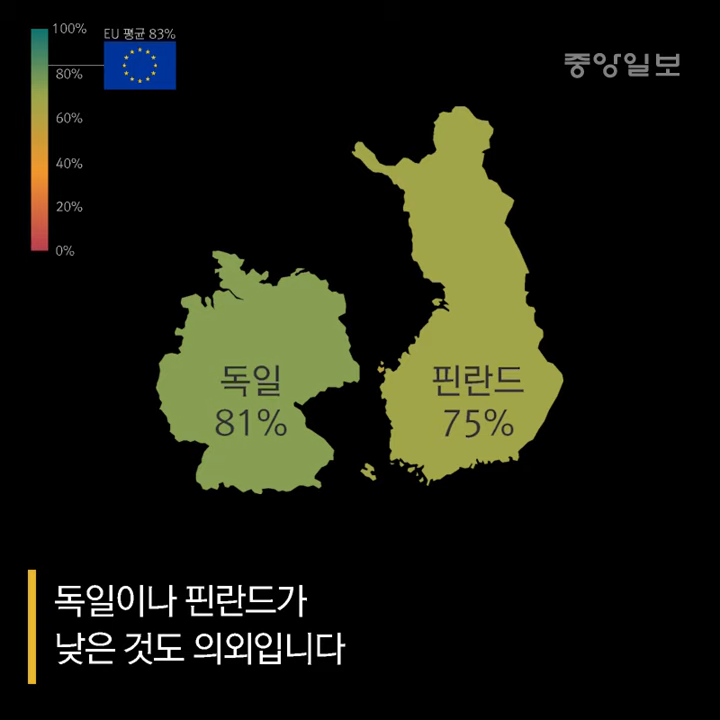 100%
EU 평균 83%
80%
60%
40%
20%
0%
중앙일보
독일
81%
핀란드
75%
독일이나 핀란드가
낮은 것도 의외입니다